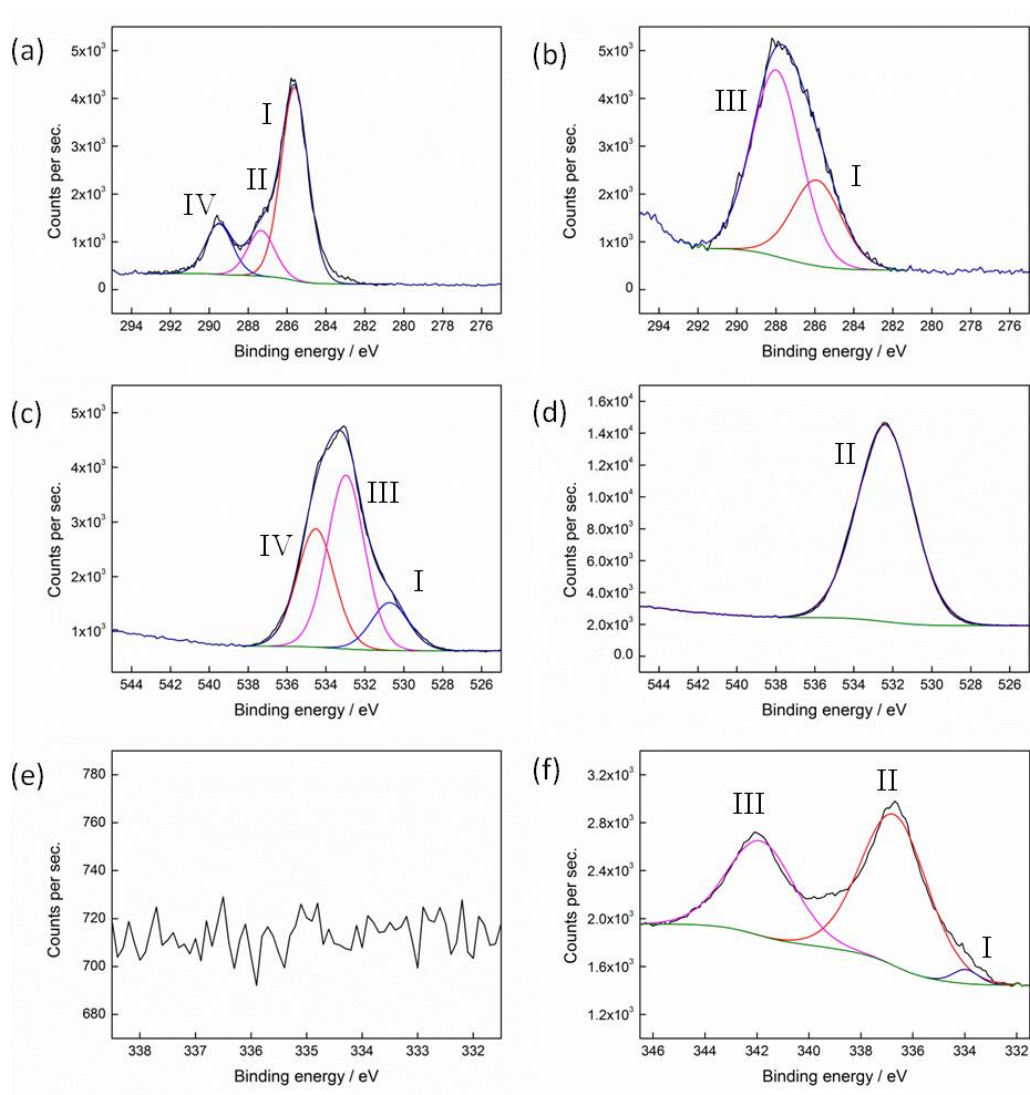 (a)
Counts per sec.
5x10³
4x10³
3x10³
2x10³
1x10³
0
I
II
IV
294 292 290 288 286 284 282 280 278 276
Binding energy / eV
(b)
Counts per sec.
5x10³
4x10³
3x10³
2x10³
1x10³
0
III
I
294 292 290 288 286 284 282 280 278 276
Binding energy / eV
(c)
Counts per sec.
5x10³
4x10³
3x10³
2x10³
1x10³
III
IV
I
544 542 540 538 536 534 532 530 528 526
Binding energy / eV
(d)
Counts per sec.
1.6x10⁴
1.4x10⁴
1.2x10⁴
1.0x10⁴
8.0x10³
6.0x10³
4.0x10³
2.0x10³
0.0
II
544 542 540 538 536 534 532 530 528 526
Binding energy / eV
(e)
Counts per sec.
780
760
740
720
700
680
338 337 336 335 334 333 332
Binding energy / eV
(f)
Counts per sec.
3.2x10³
2.8x10³
2.4x10³
2.0x10³
1.6x10³
1.2x10³
III
II
I
346 344 342 340 338 336 334 332
Binding energy / eV